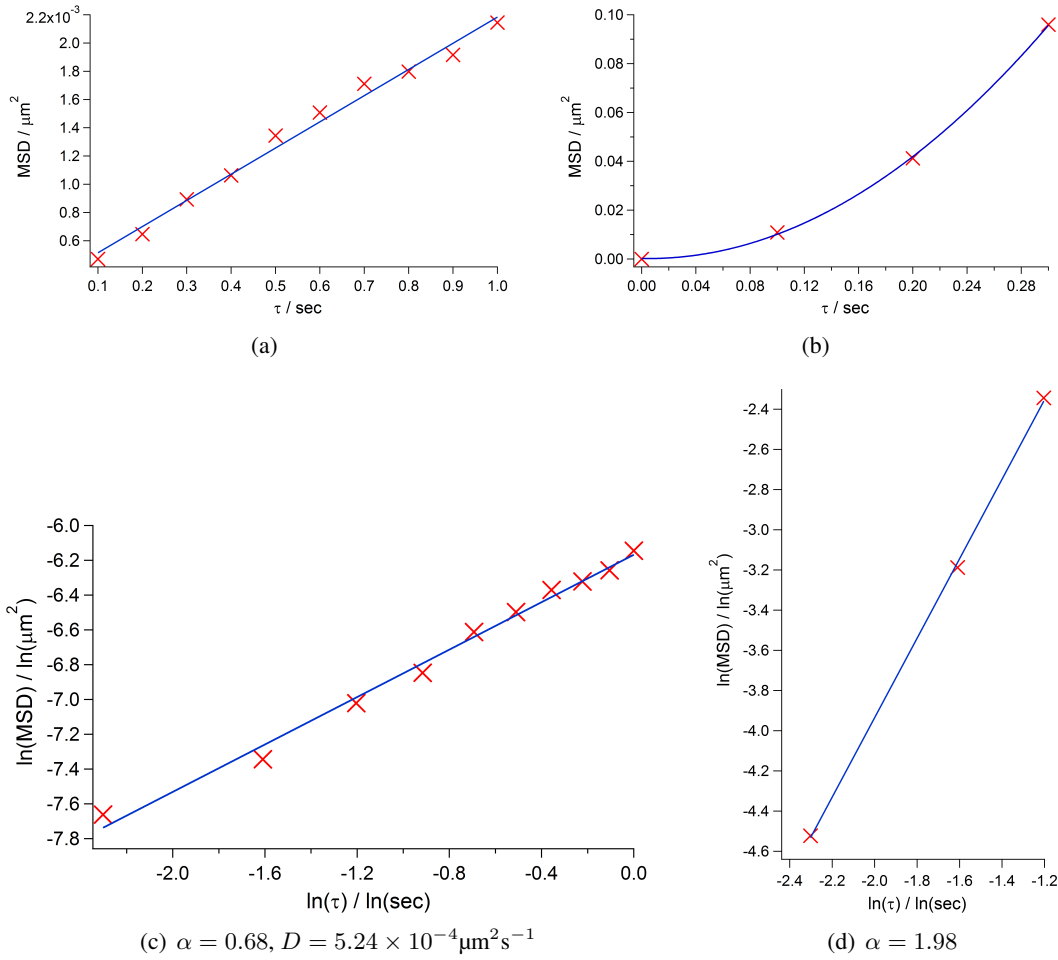 2.2x10⁻³
2.0
1.8
1.6
1.4
1.2
1.0
0.8
0.6
MSD / μm²
0.1 0.2 0.3 0.4 0.5 0.6 0.7 0.8 0.9 1.0
τ / sec
(a)
0.10
0.08
0.06
0.04
0.02
0.00
MSD / μm²
0.00 0.04 0.08 0.12 0.16 0.20 0.24 0.28
τ / sec
(b)
-6.0
-6.2
-6.4
-6.6
-6.8
-7.0
-7.2
-7.4
-7.6
-7.8
ln(MSD) / ln(μm²)
-2.0 -1.6 -1.2 -0.8 -0.4 0.0
ln(τ) / ln(sec)
(c) α = 0.68, D = 5.24 × 10⁻⁴μm²s⁻¹
-2.4
-2.6
-2.8
-3.0
-3.2
-3.4
-3.6
-3.8
-4.0
-4.2
-4.4
-4.6
ln(MSD) / ln(μm²)
-2.4 -2.2 -2.0 -1.8 -1.6 -1.4 -1.2
ln(τ) / ln(sec)
(d) α = 1.98